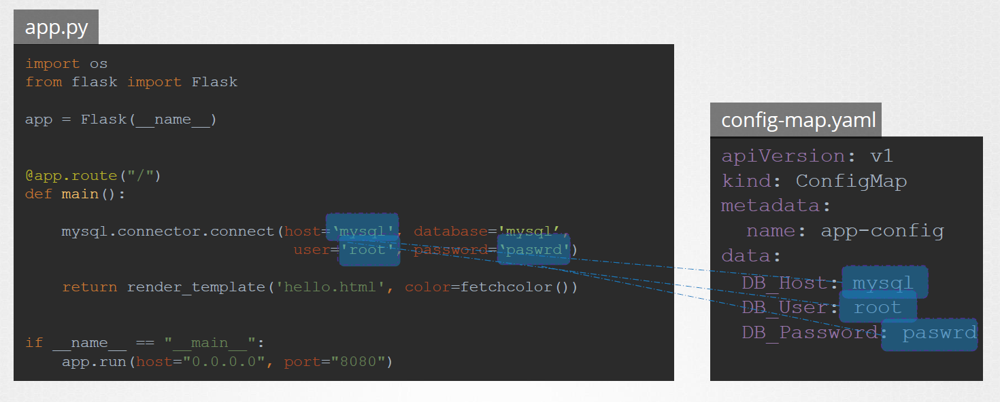 app.py
import os
from flask import Flask
app = Flask(__name__)
@app.route("/")
def main():
mysql.connector.connect(host=‘mysql', database='mysql’,
user='root', password=‘paswrd')
return render_template('hello.html', color=fetchcolor())
if __name__ == "__main__":
app.run(host="0.0.0.0", port="8080")
config-map.yaml
apiVersion: v1
kind: ConfigMap
metadata:
name: app-config
data:
DB_Host: mysql
DB_User: root
DB_Password: paswrd